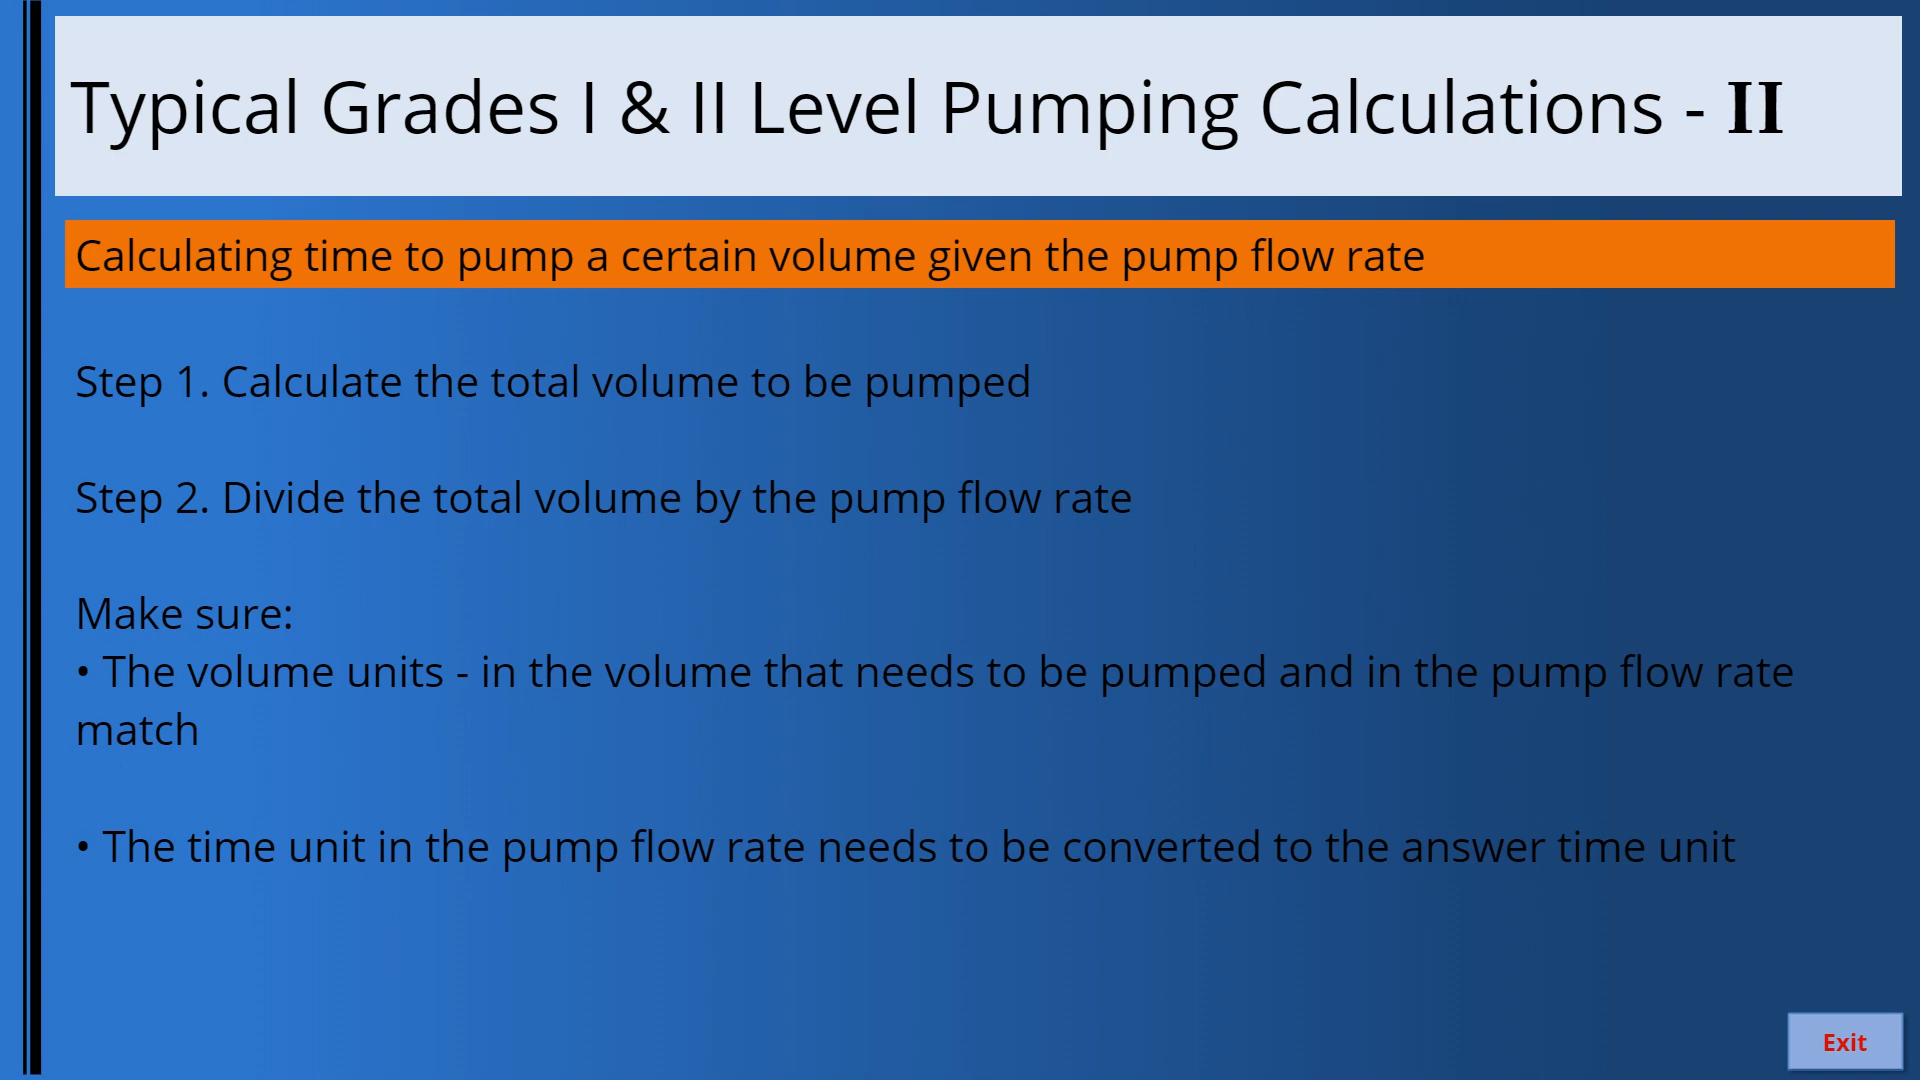 Typical Grades I & II Level Pumping Calculations - II
Calculating time to pump a certain volume given the pump flow rate
Step 1. Calculate the total volume to be pumped
Step 2. Divide the total volume by the pump flow rate
Make sure:
• The volume units - in the volume that needs to be pumped and in the pump flow rate
match
• The time unit in the pump flow rate needs to be converted to the answer time unit
Exit